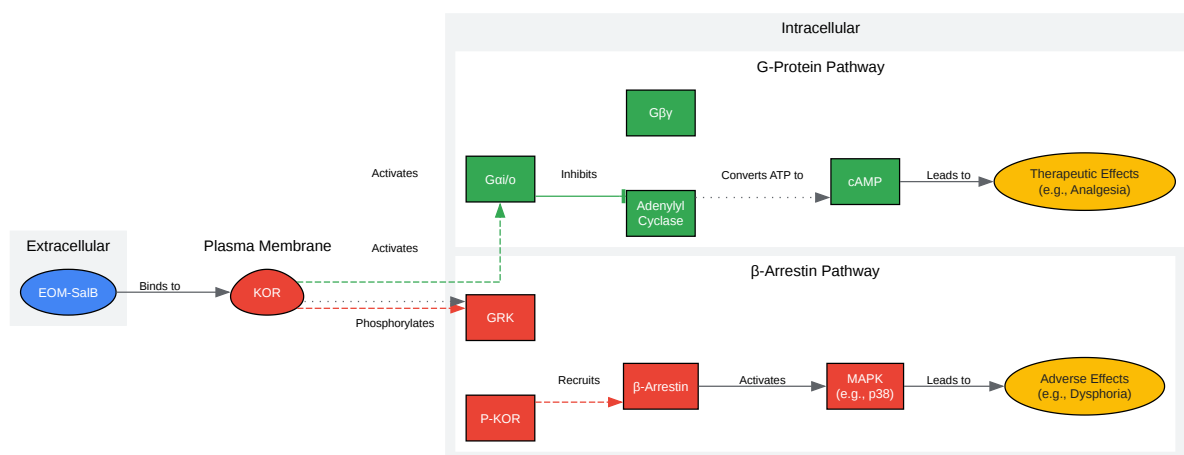 Intracellular
G-Protein Pathway
Gβγ
Activates
Gαi/o
Inhibits
Adenylyl
Cyclase
Converts ATP to
cAMP
Leads to
Therapeutic Effects
(e.g., Analgesia)
Extracellular
EOM-SalB
Binds to
Plasma Membrane
KOR
Activates
Phosphorylates
β-Arrestin Pathway
GRK
P-KOR
Recruits
β-Arrestin
Activates
MAPK
(e.g., p38)
Leads to
Adverse Effects
(e.g., Dysphoria)